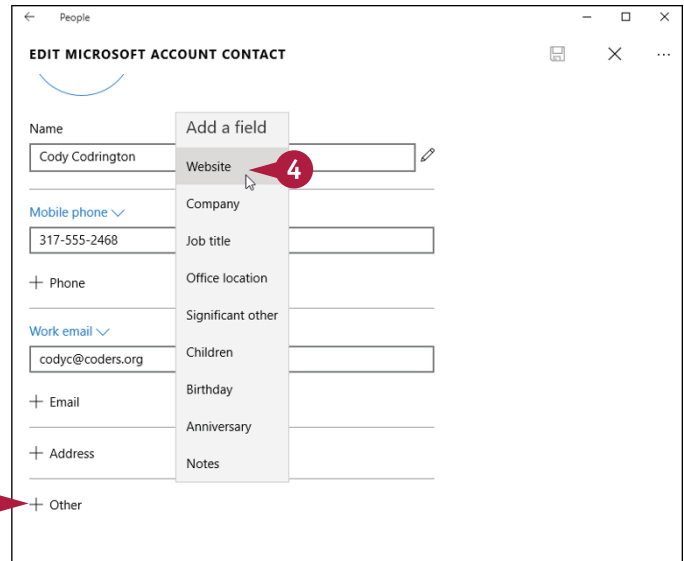 People
EDIT MICROSOFT ACCOUNT CONTACT
Name
Cody Codrington
Add a field
Website
4
Company
Job title
Office location
Significant other
Children
Birthday
Anniversary
Notes
Mobile phone
317-555-2468
+ Phone
Work email
codyc@coders.org
+ Email
+ Address
+ Other